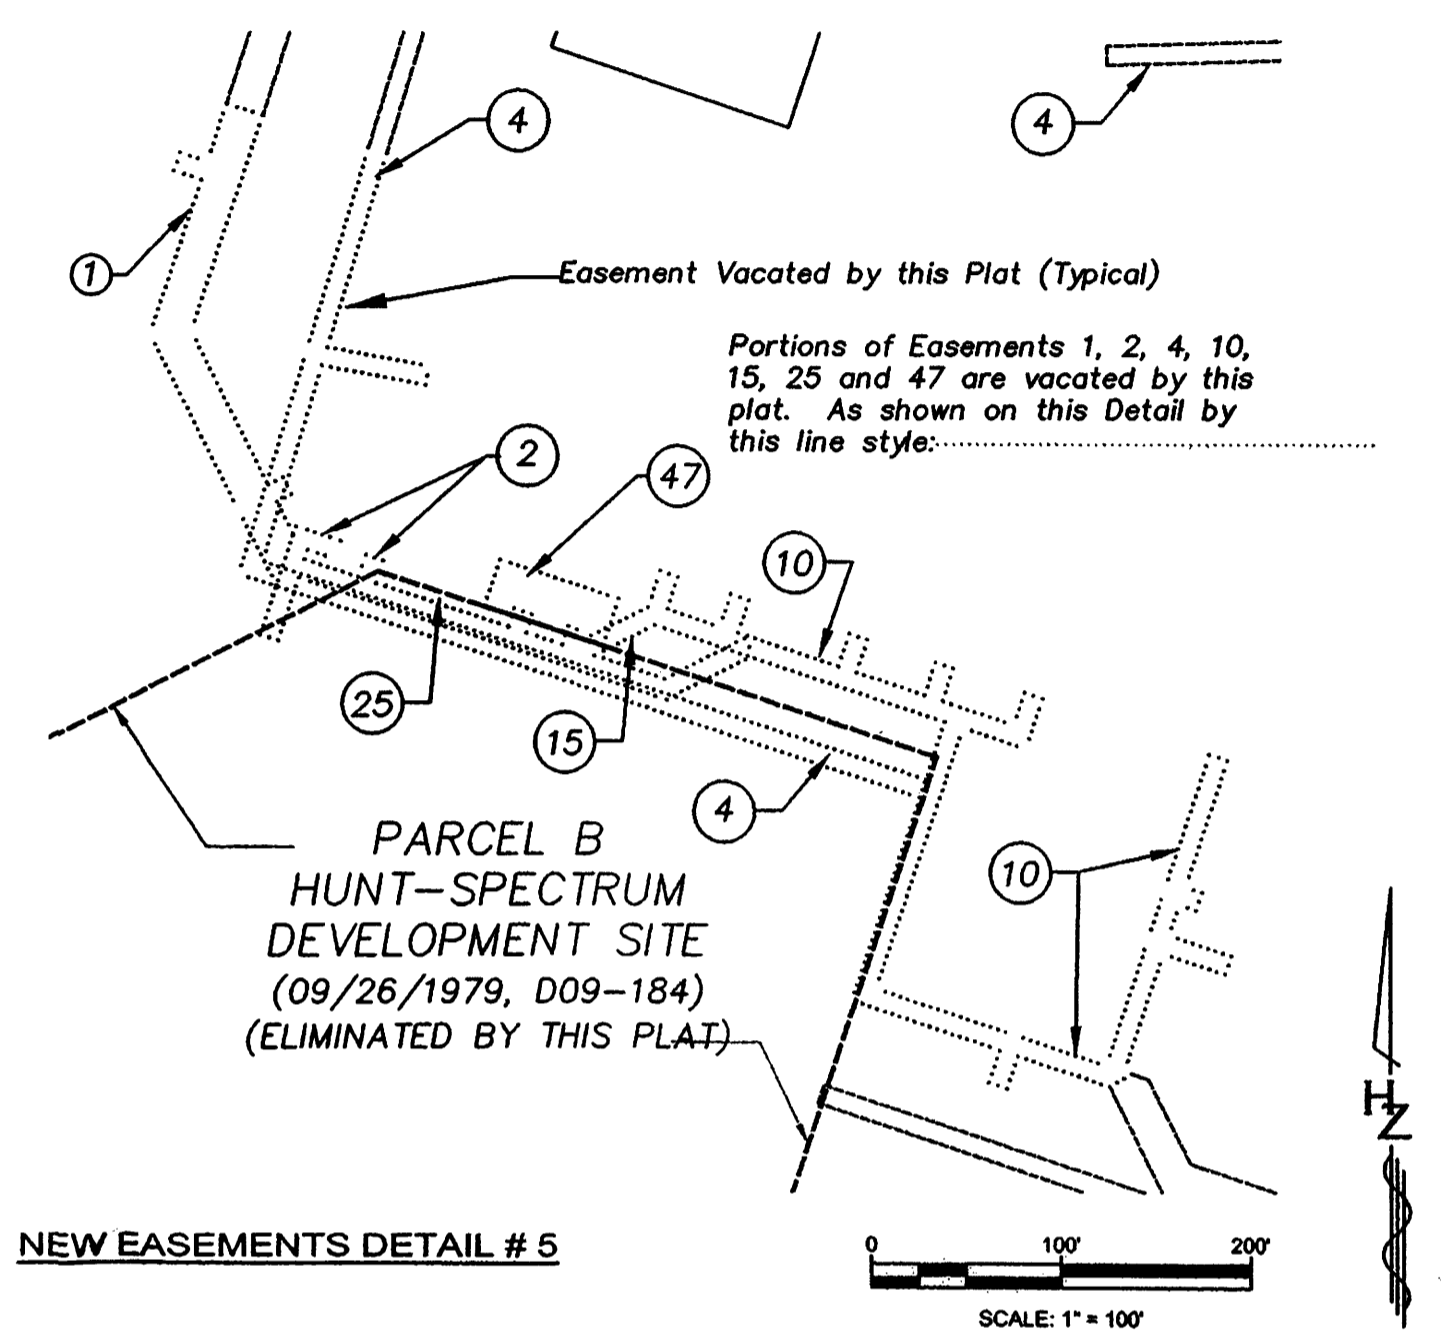 4
4
1
Easement Vacated by this Plat (Typical)
Portions of Easements 1, 2, 4, 10,
15, 25 and 47 are vacated by this
plat. As shown on this Detail by
this line style:
2
47
10
25
15
4
PARCEL B
HUNT-SPECTRUM
DEVELOPMENT SITE
(09/26/1979, D09-184)
(ELIMINATED BY THIS PLAT)
10
N
NEW EASEMENTS DETAIL # 5
0 100' 200'
SCALE: 1" = 100'